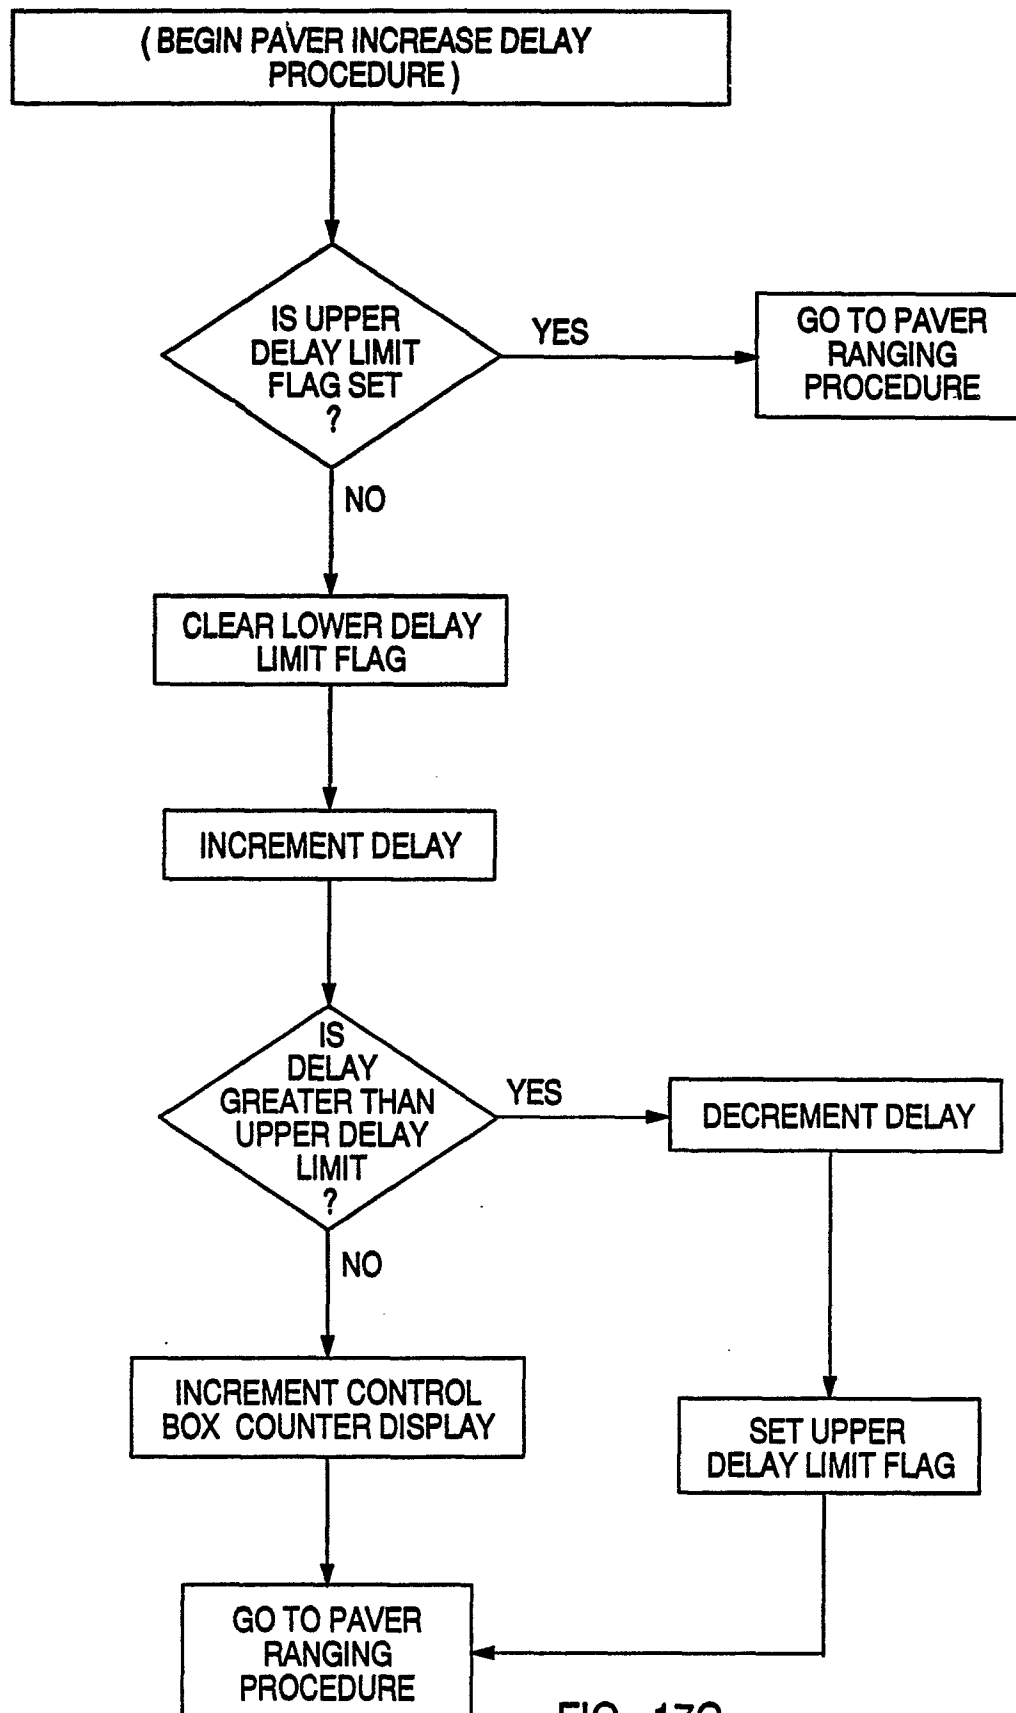 ( BEGIN PAVER INCREASE DELAY
PROCEDURE )
IS UPPER
DELAY LIMIT
FLAG SET
?
YES
GO TO PAVER
RANGING
PROCEDURE
NO
CLEAR LOWER DELAY
LIMIT FLAG
INCREMENT DELAY
IS
DELAY
GREATER THAN
UPPER DELAY
LIMIT
?
YES
DECREMENT DELAY
NO
INCREMENT CONTROL
BOX COUNTER DISPLAY
SET UPPER
DELAY LIMIT FLAG
GO TO PAVER
RANGING
PROCEDURE